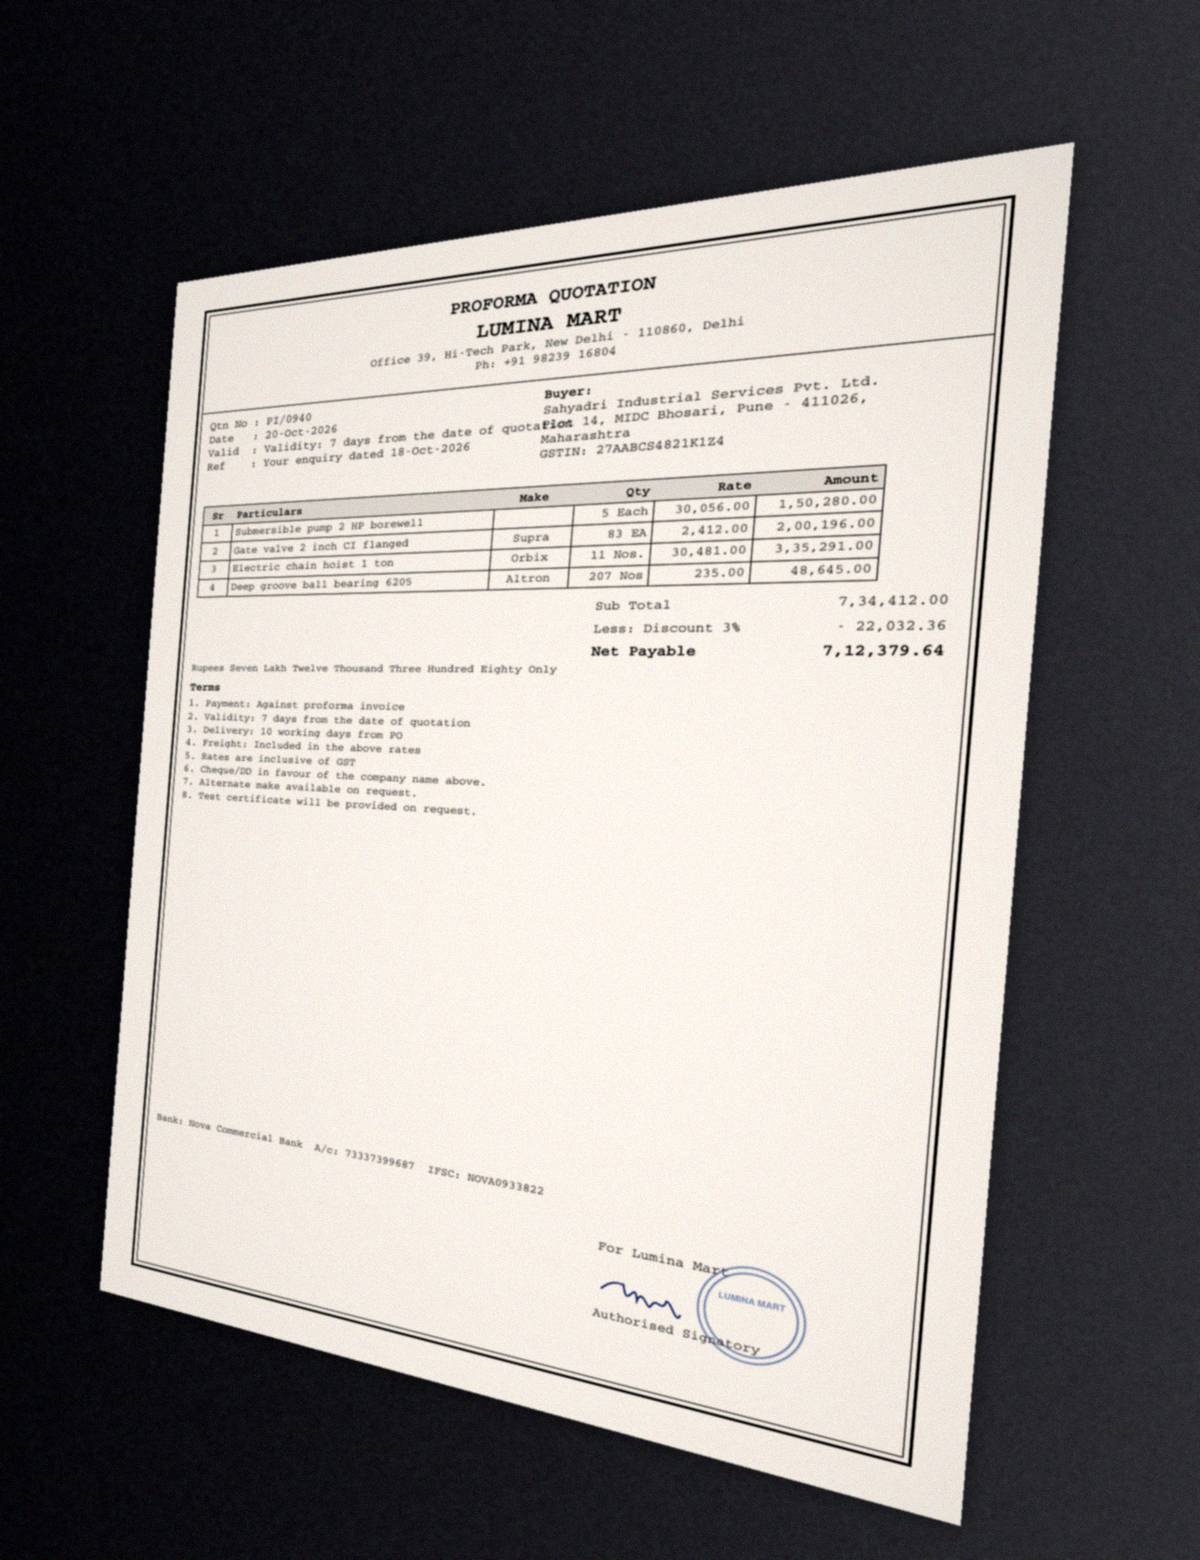 PROFORMA QUOTATION
LUMINA MART
Office 39, Hi-Tech Park, New Delhi - 110860, Delhi
Ph: +91 98239 16804
Qtn No : PI/0940
Date : 20-Oct-2026
Valid : Validity: 7 days from the date of quotation
Ref : Your enquiry dated 18-Oct-2026
Buyer:
Sahyadri Industrial Services Pvt. Ltd.
Plot 14, MIDC Bhosari, Pune - 411026,
Maharashtra
GSTIN: 27AABCS4821K1Z4
Sr Particulars Make Qty Rate Amount
1 Submersible pump 2 HP borewell 5 Each 30,056.00 1,50,280.00
2 Gate valve 2 inch CI flanged Supra 83 EA 2,412.00 2,00,196.00
3 Electric chain hoist 1 ton Orbix 11 Nos. 30,481.00 3,35,291.00
4 Deep groove ball bearing 6205 Altron 207 Nos 235.00 48,645.00
Sub Total 7,34,412.00
Less: Discount 3% - 22,032.36
Net Payable 7,12,379.64
Rupees Seven Lakh Twelve Thousand Three Hundred Eighty Only
Terms
1. Payment: Against proforma invoice
2. Validity: 7 days from the date of quotation
3. Delivery: 10 working days from PO
4. Freight: Included in the above rates
5. Rates are inclusive of GST
6. Cheque/DD in favour of the company name above.
7. Alternate make available on request.
8. Test certificate will be provided on request.
Bank: Nova Commercial Bank A/c: 73337399687 IFSC: NOVA0933822
For Lumina Mart
LUMINA MART
Authorised Signatory